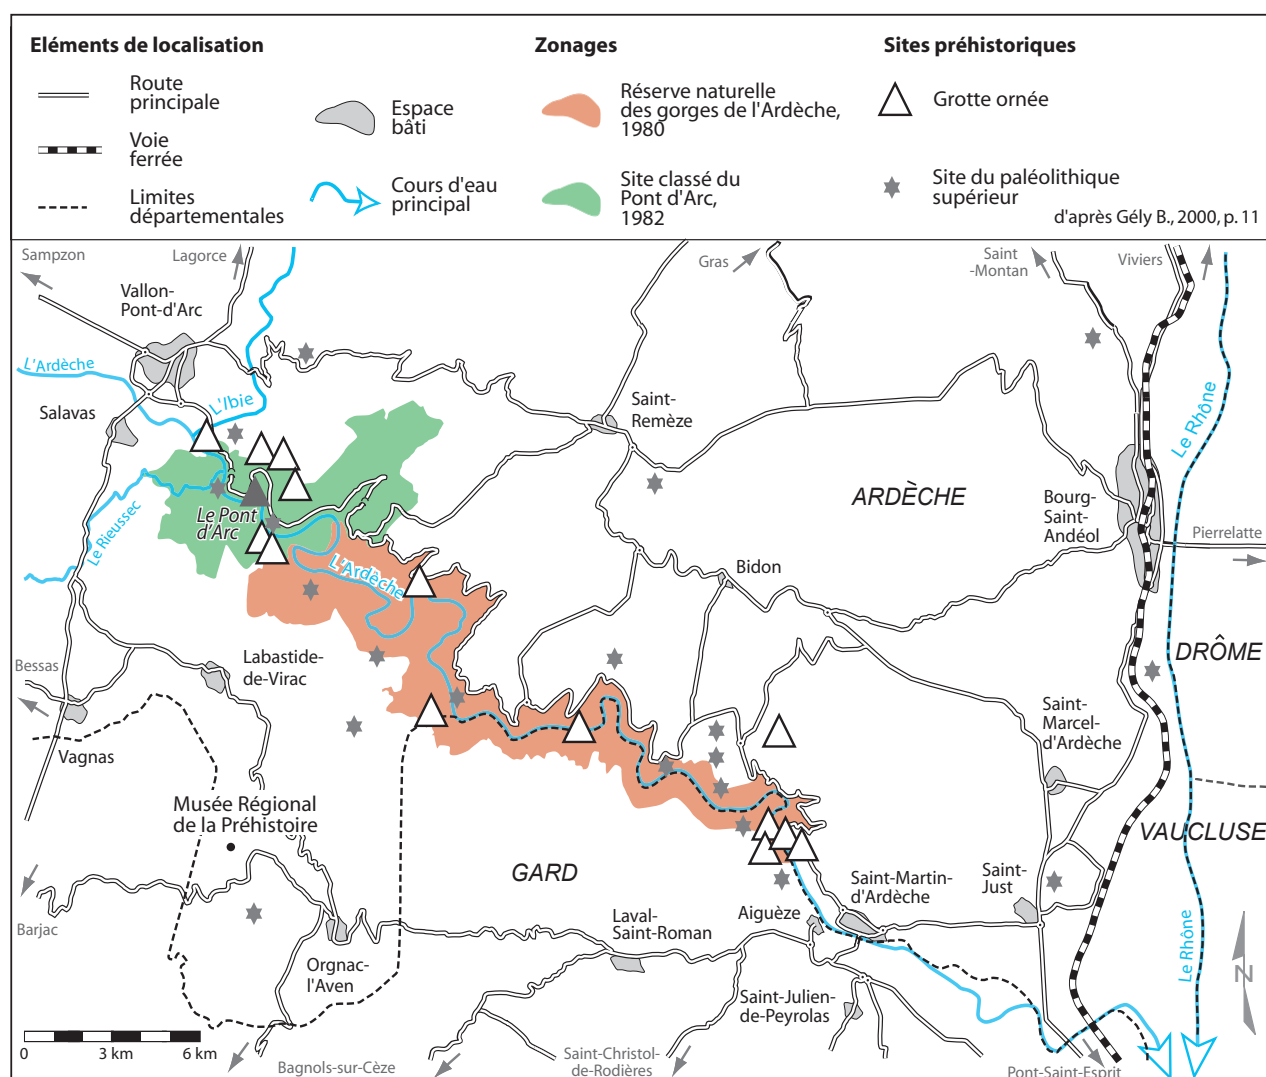 Eléments de localisation
Route
principale
Voie
ferrée
Limites
départementales
Espace
bâti
Cours d'eau
principal
Zonages
Réserve naturelle
des gorges de l'Ardèche,
1980
Site classé du
Pont d'Arc,
1982
Sites préhistoriques
Grotte ornée
Site du paléolithique
supérieur
d'après Gély B., 2000, p. 11
Sampzon
Lagorce
Gras
Saint
-Montan
Viviers
Vallon-
Pont-d'Arc
L'Ardèche
L'Ibie
Salavas
Saint-
Remèze
Le Rhône
ARDÈCHE
Bourg-
Saint-
Andéol
Le Pont
d'Arc
Le Rieussec
Pierrelatte
L'Ardèche
Bidon
DRÔME
Labastide-
de-Virac
Bessas
Saint-
Marcel-
d'Ardèche
Vagnas
Musée Régional
de la Préhistoire
VAUCLUSE
GARD
Saint-Martin-
d'Ardèche
Saint-
Just
Barjac
Laval-
Saint-Roman
Aiguèze
Le Rhône
Orgnac-
l'Aven
Saint-Julien-
de-Peyrolas
N
0
3 km
6 km
Bagnols-sur-Cèze
Saint-Christol-
de-Rodières
Pont-Saint-Esprit